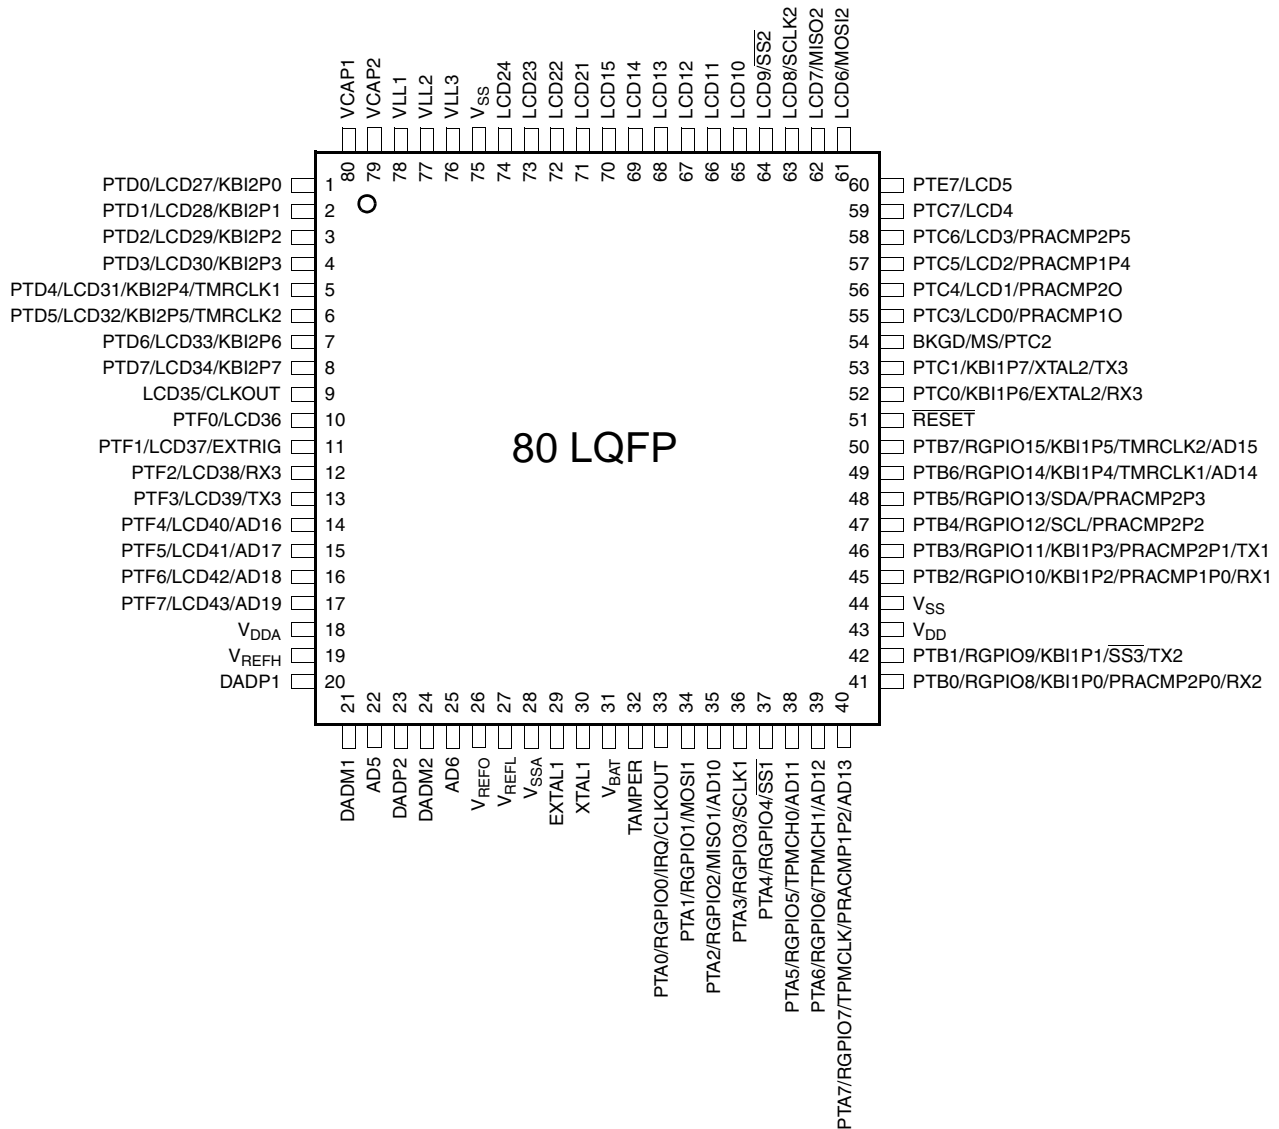 VCAP1
VCAP2
VLL1
VLL2
VLL3
VSS
LCD24
LCD23
LCD22
LCD21
LCD15
LCD14
LCD13
LCD12
LCD11
LCD10
LCD9/SS2
LCD8/SCLK2
LCD7/MISO2
LCD6/MOSI2
80
79
78
77
76
75
74
73
72
71
70
69
68
67
66
65
64
63
62
61
PTD0/LCD27/KBI2P0 1
PTD1/LCD28/KBI2P1 2
PTD2/LCD29/KBI2P2 3
PTD3/LCD30/KBI2P3 4
PTD4/LCD31/KBI2P4/TMRCLK1 5
PTD5/LCD32/KBI2P5/TMRCLK2 6
PTD6/LCD33/KBI2P6 7
PTD7/LCD34/KBI2P7 8
LCD35/CLKOUT 9
PTF0/LCD36 10
PTF1/LCD37/EXTRIG 11
PTF2/LCD38/RX3 12
PTF3/LCD39/TX3 13
PTF4/LCD40/AD16 14
PTF5/LCD41/AD17 15
PTF6/LCD42/AD18 16
PTF7/LCD43/AD19 17
VDDA 18
VREFH 19
DADP1 20
80 LQFP
60 PTE7/LCD5
59 PTC7/LCD4
58 PTC6/LCD3/PRACMP2P5
57 PTC5/LCD2/PRACMP1P4
56 PTC4/LCD1/PRACMP2O
55 PTC3/LCD0/PRACMP1O
54 BKGD/MS/PTC2
53 PTC1/KBI1P7/XTAL2/TX3
52 PTC0/KBI1P6/EXTAL2/RX3
51 RESET
50 PTB7/RGPIO15/KBI1P5/TMRCLK2/AD15
49 PTB6/RGPIO14/KBI1P4/TMRCLK1/AD14
48 PTB5/RGPIO13/SDA/PRACMP2P3
47 PTB4/RGPIO12/SCL/PRACMP2P2
46 PTB3/RGPIO11/KBI1P3/PRACMP2P1/TX1
45 PTB2/RGPIO10/KBI1P2/PRACMP1P0/RX1
44 VSS
43 VDD
42 PTB1/RGPIO9/KBI1P1/SS3/TX2
41 PTB0/RGPIO8/KBI1P0/PRACMP2P0/RX2
21
22
23
24
25
26
27
28
29
30
31
32
33
34
35
36
37
38
39
40
DADM1
AD5
DADP2
DADM2
AD6
VREFO
VREFL
VSSA
EXTAL1
XTAL1
VBAT
TAMPER
PTA0/RGPIO0/IRQ/CLKOUT
PTA1/RGPIO1/MOSI1
PTA2/RGPIO2/MISO1/AD10
PTA3/RGPIO3/SCLK1
PTA4/RGPIO4/SS1
PTA5/RGPIO5/TPMCH0/AD11
PTA6/RGPIO6/TPMCH1/AD12
PTA7/RGPIO7/TPMCLK/PRACMP1P2/AD13